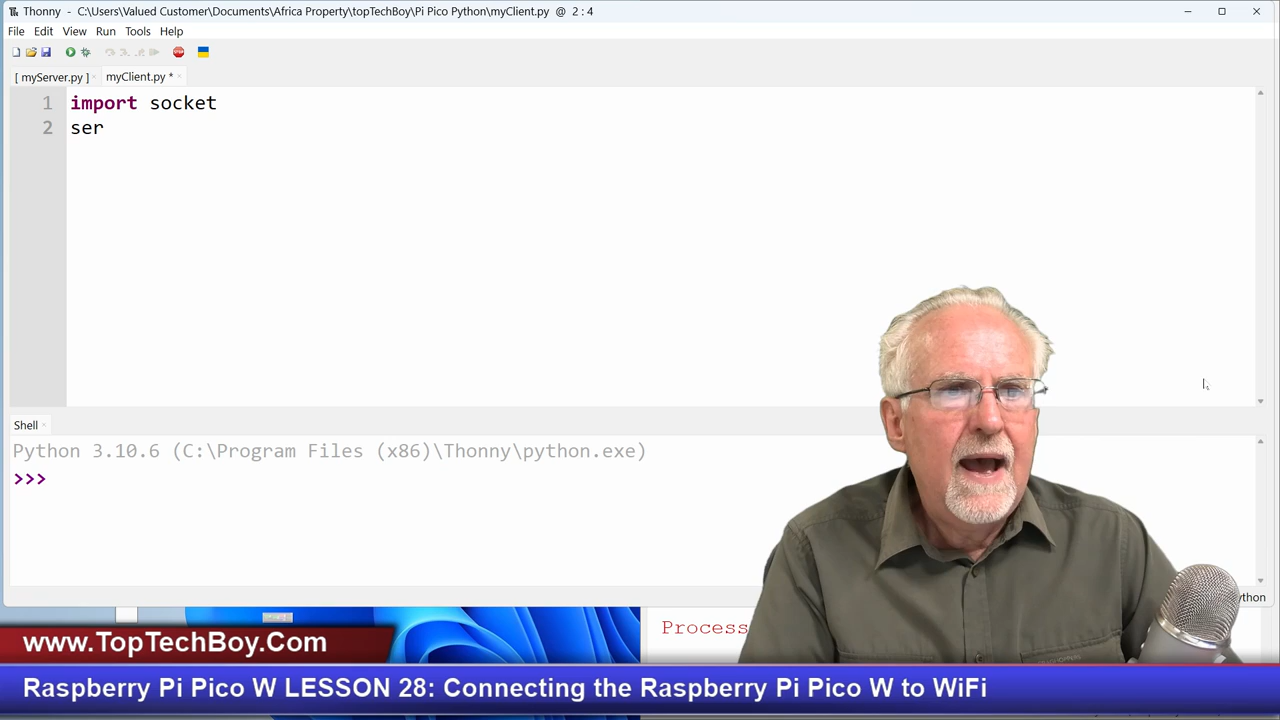 Thonny - C:\Users\Valued Customer\Documents\Africa Property\topTechBoy\Pi Pico Python\myClient.py @ 2:4
File Edit View Run Tools Help
[ myServer.py ] myClient.py *
1 import socket
2 ser
Shell
Python 3.10.6 (C:\Program Files (x86)\Thonny\python.exe)
>>>
Process
www.TopTechBoy.Com
Raspberry Pi Pico W LESSON 28: Connecting the Raspberry Pi Pico W to WiFi